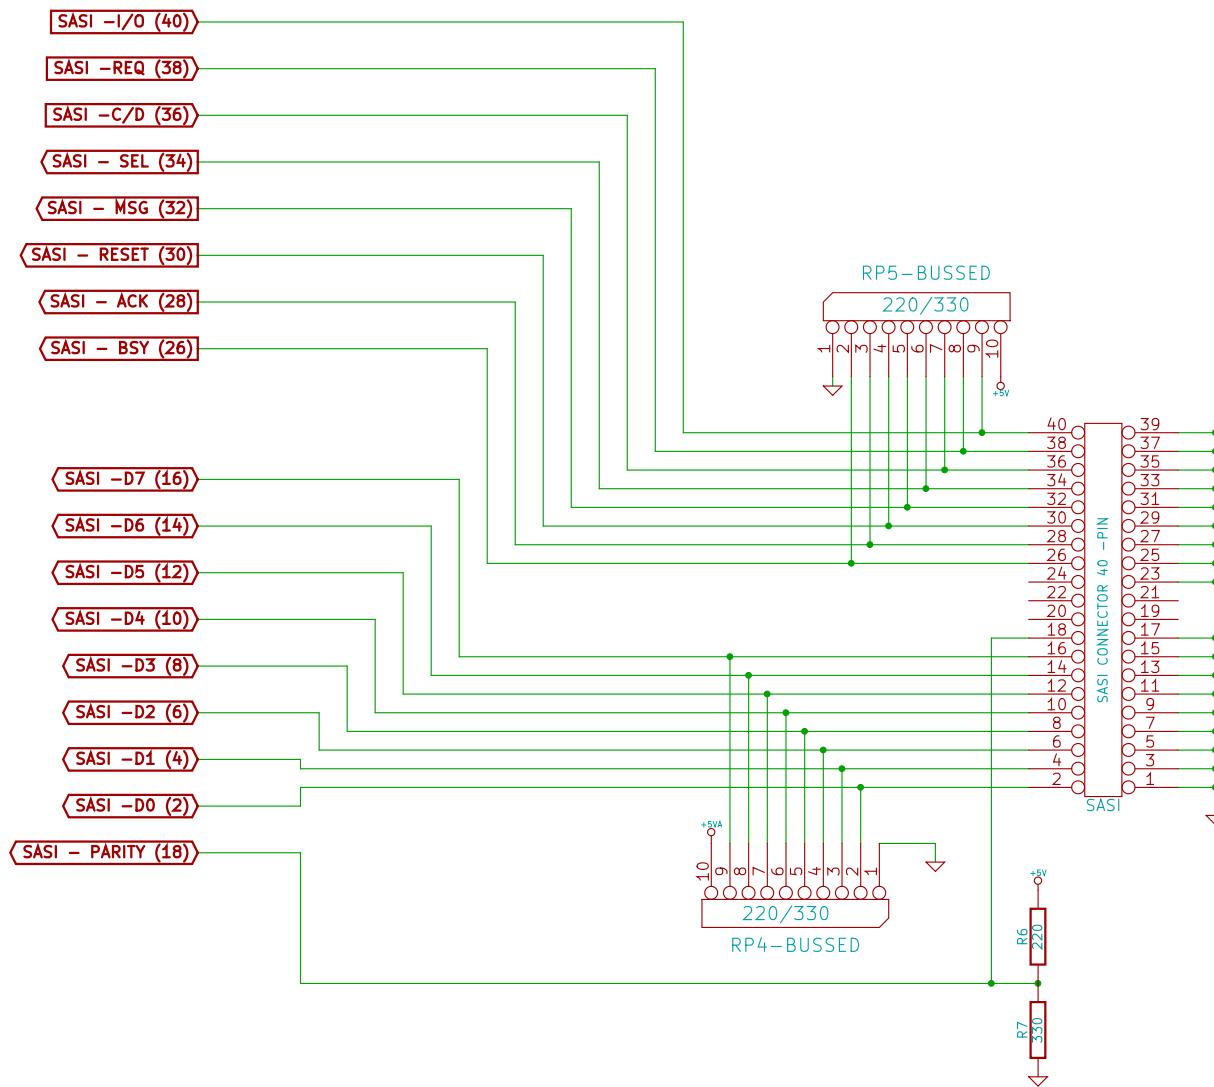 SASI -I/O (40)
SASI -REQ (38)
SASI -C/D (36)
SASI - SEL (34)
SASI - MSG (32)
SASI - RESET (30)
SASI - ACK (28)
SASI - BSY (26)
SASI -D7 (16)
SASI -D6 (14)
SASI -D5 (12)
SASI -D4 (10)
SASI -D3 (8)
SASI -D2 (6)
SASI -D1 (4)
SASI -D0 (2)
SASI - PARITY (18)
RP5-BUSSED
220/330
1 2 3 4 5 6 7 8 9 10
+5V
40 39
38 37
36 35
34 33
32 31
30 29
28 27
26 25
24 23
22 21
20 19
18 17
16 15
14 13
12 11
10 9
8 7
6 5
4 3
2 1
SASI CONNECTOR 40 -PIN
SASI
+5VA
10 9 8 7 6 5 4 3 2 1
220/330
RP4-BUSSED
+5V
R6
220
R7
330